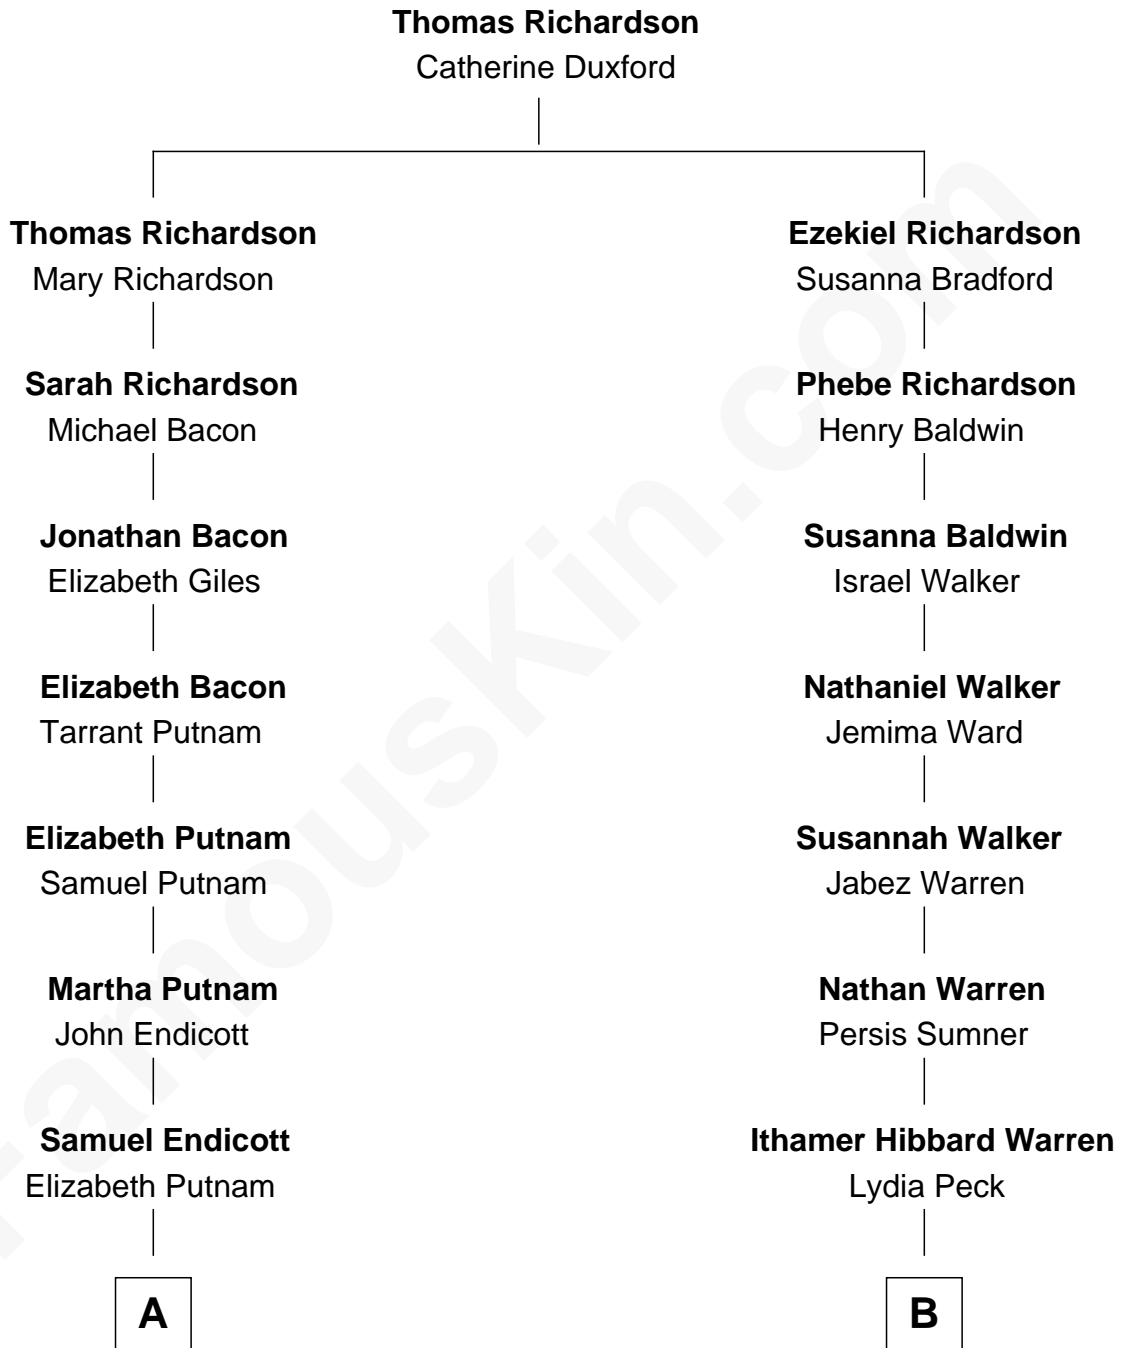 Thomas Richardson
Catherine Duxford
Thomas Richardson
Mary Richardson
Ezekiel Richardson
Susanna Bradford
Sarah Richardson
Michael Bacon
Phebe Richardson
Henry Baldwin
Jonathan Bacon
Elizabeth Giles
Susanna Baldwin
Israel Walker
Elizabeth Bacon
Tarrant Putnam
Nathaniel Walker
Jemima Ward
Elizabeth Putnam
Samuel Putnam
Susannah Walker
Jabez Warren
Martha Putnam
John Endicott
Nathan Warren
Persis Sumner
Samuel Endicott
Elizabeth Putnam
Ithamer Hibbard Warren
Lydia Peck
A
B
FamousKin.com